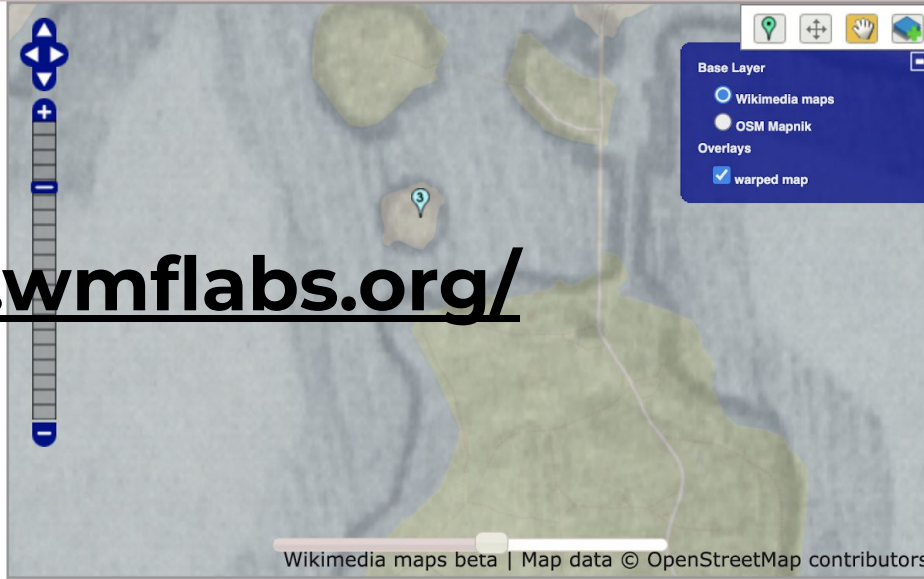 Base Layer
Wikimedia maps
OSM Mapnik
Overlays
warped map
3
.wmflabs.org/
Wikimedia maps beta | Map data © OpenStreetMap contributors